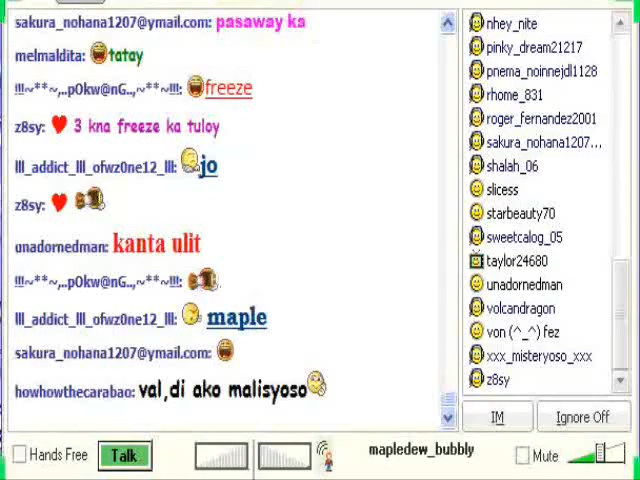 sakura_nohana1207@ymail.com: pasaway ka
melmaldita: tatay
!!!~**~,..pOkw@nG..,~**~!!!: freeze
z8sy: 3 kna freeze ka tuloy
lll_addict_lll_ofwz0ne12_lll: jo
z8sy:
unadornedman: kanta ulit
!!!~**~,..pOkw@nG..,~**~!!!:
lll_addict_lll_ofwz0ne12_lll: maple
sakura_nohana1207@ymail.com:
howhowthecarabao: val,di ako malisyoso
nhey_nite
pinky_dream21217
pnema_noinnejdl1128
rhome_831
roger_fernandez2001
sakura_nohana1207...
shalah_06
slicess
starbeauty70
sweetcalog_05
taylor24680
unadornedman
volcandragon
von (^_^) fez
xxx_misteryoso_xxx
z8sy
IM Ignore Off
Hands Free Talk mapledew_bubbly Mute